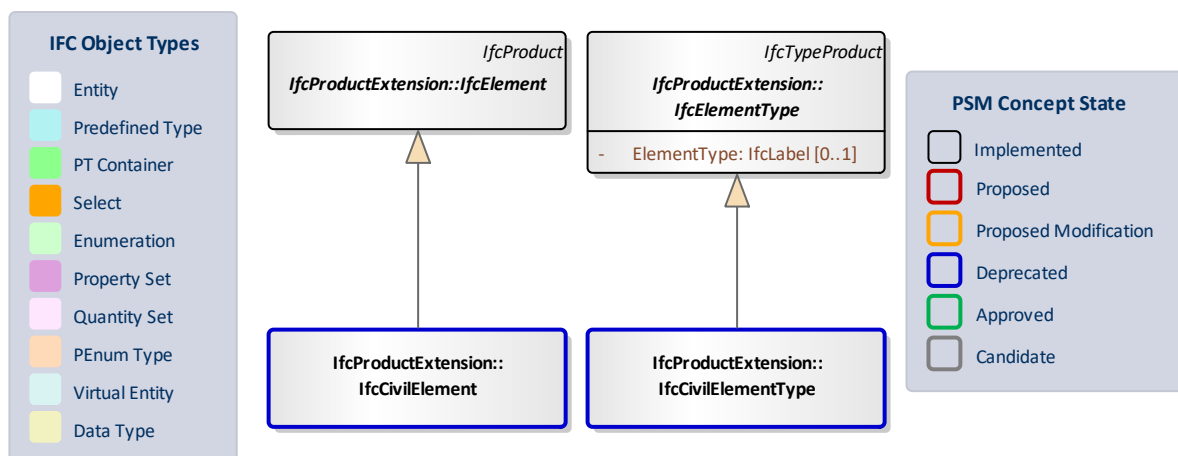 IFC Object Types
Entity
Predefined Type
PT Container
Select
Enumeration
Property Set
Quantity Set
PEnum Type
Virtual Entity
Data Type
IfcProduct
IfcProductExtension::IfcElement
IfcTypeProduct
IfcProductExtension::
IfcElementType
- ElementType: IfcLabel [0..1]
IfcProductExtension::
IfcCivilElement
IfcProductExtension::
IfcCivilElementType
PSM Concept State
Implemented
Proposed
Proposed Modification
Deprecated
Approved
Candidate